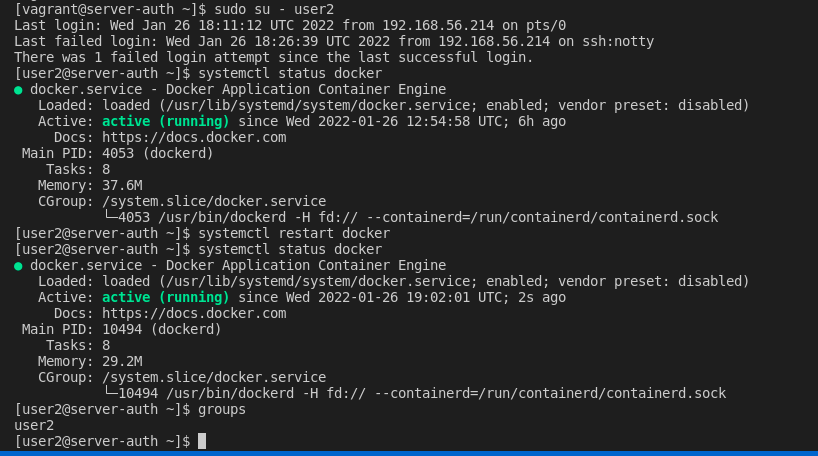 [vagrant@server-auth ~]$ sudo su - user2
Last login: Wed Jan 26 18:11:12 UTC 2022 from 192.168.56.214 on pts/0
Last failed login: Wed Jan 26 18:26:39 UTC 2022 from 192.168.56.214 on ssh:notty
There was 1 failed login attempt since the last successful login.
[user2@server-auth ~]$ systemctl status docker
● docker.service - Docker Application Container Engine
   Loaded: loaded (/usr/lib/systemd/system/docker.service; enabled; vendor preset: disabled)
   Active: active (running) since Wed 2022-01-26 12:54:58 UTC; 6h ago
     Docs: https://docs.docker.com
 Main PID: 4053 (dockerd)
    Tasks: 8
   Memory: 37.6M
   CGroup: /system.slice/docker.service
           └─4053 /usr/bin/dockerd -H fd:// --containerd=/run/containerd/containerd.sock
[user2@server-auth ~]$ systemctl restart docker
[user2@server-auth ~]$ systemctl status docker
● docker.service - Docker Application Container Engine
   Loaded: loaded (/usr/lib/systemd/system/docker.service; enabled; vendor preset: disabled)
   Active: active (running) since Wed 2022-01-26 19:02:01 UTC; 2s ago
     Docs: https://docs.docker.com
 Main PID: 10494 (dockerd)
    Tasks: 8
   Memory: 29.2M
   CGroup: /system.slice/docker.service
           └─10494 /usr/bin/dockerd -H fd:// --containerd=/run/containerd/containerd.sock
[user2@server-auth ~]$ groups
user2
[user2@server-auth ~]$